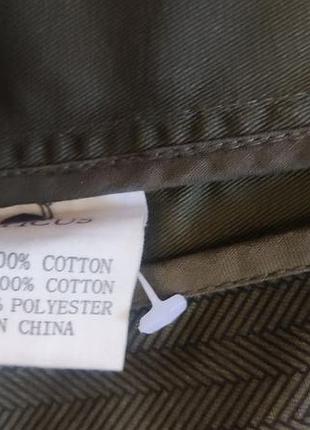 00% COTTON
00% COTTON
% POLYESTER
N CHINA